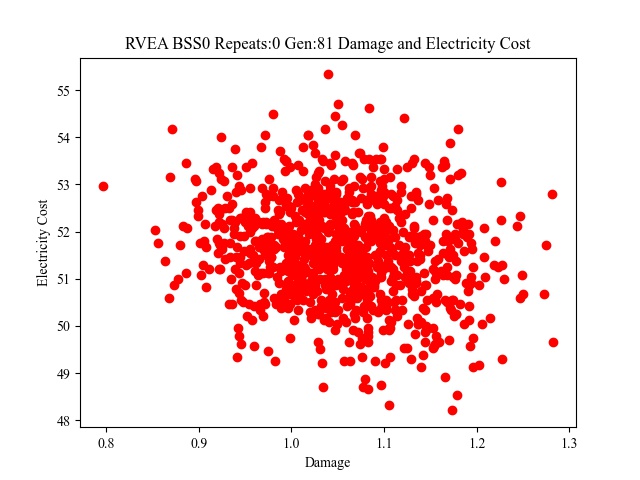 RVEA BSS0 Repeats:0 Gen:81 Damage and Electricity Cost
55
54
53
52
51
50
49
48
Electricity Cost
0.8 0.9 1.0 1.1 1.2 1.3
Damage